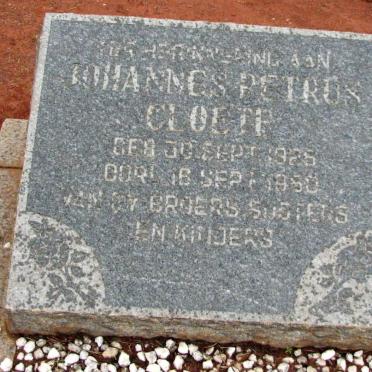 TER HERINNERING AAN
JOHANNES PETRUS
CLOETE
GEB 30 SEPT. 1926
OORL 16 SEPT. 1950
VAN SY BROERS, SUSTERS
EN KINDERS